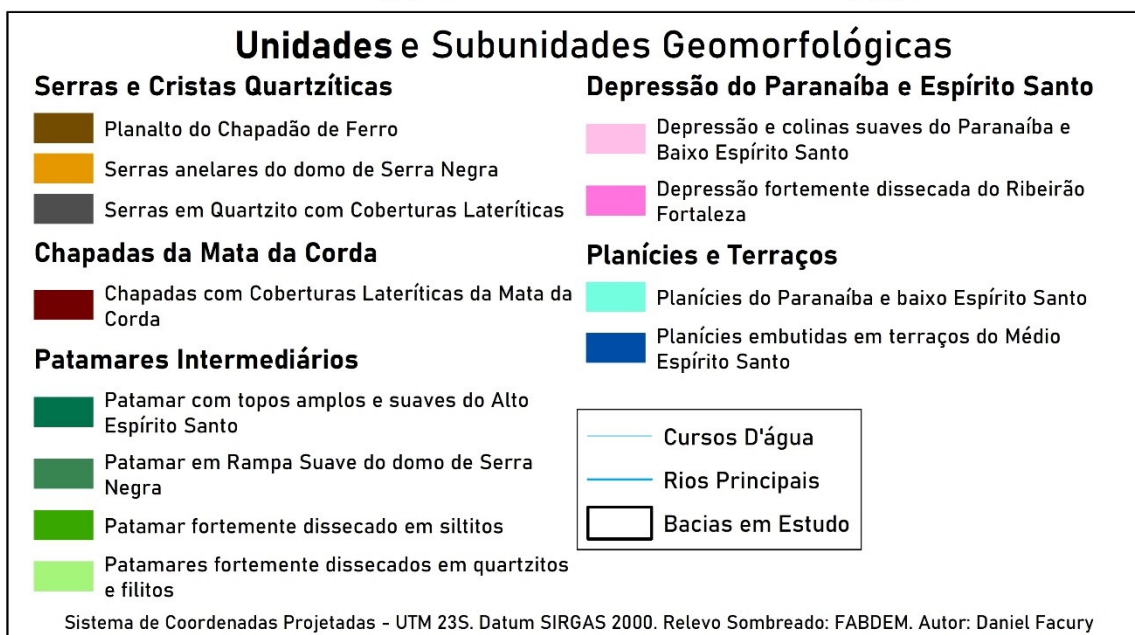 Unidades e Subunidades Geomorfológicas
Serras e Cristas Quartzíticas
Planalto do Chapadão de Ferro
Serras anelares do domo de Serra Negra
Serras em Quartzito com Coberturas Lateríticas
Chapadas da Mata da Corda
Chapadas com Coberturas Lateríticas da Mata da
Corda
Patamares Intermediários
Patamar com topos amplos e suaves do Alto
Espírito Santo
Patamar em Rampa Suave do domo de Serra
Negra
Patamar fortemente dissecado em siltitos
Patamares fortemente dissecados em quartzitos
e filitos
Depressão do Paranaíba e Espírito Santo
Depressão e colinas suaves do Paranaíba e
Baixo Espírito Santo
Depressão fortemente dissecada do Ribeirão
Fortaleza
Planícies e Terraços
Planícies do Paranaíba e baixo Espírito Santo
Planícies embutidas em terraços do Médio
Espírito Santo
Cursos D'água
Rios Principais
Bacias em Estudo
Sistema de Coordenadas Projetadas - UTM 23S. Datum SIRGAS 2000. Relevo Sombreado: FABDEM. Autor: Daniel Facury